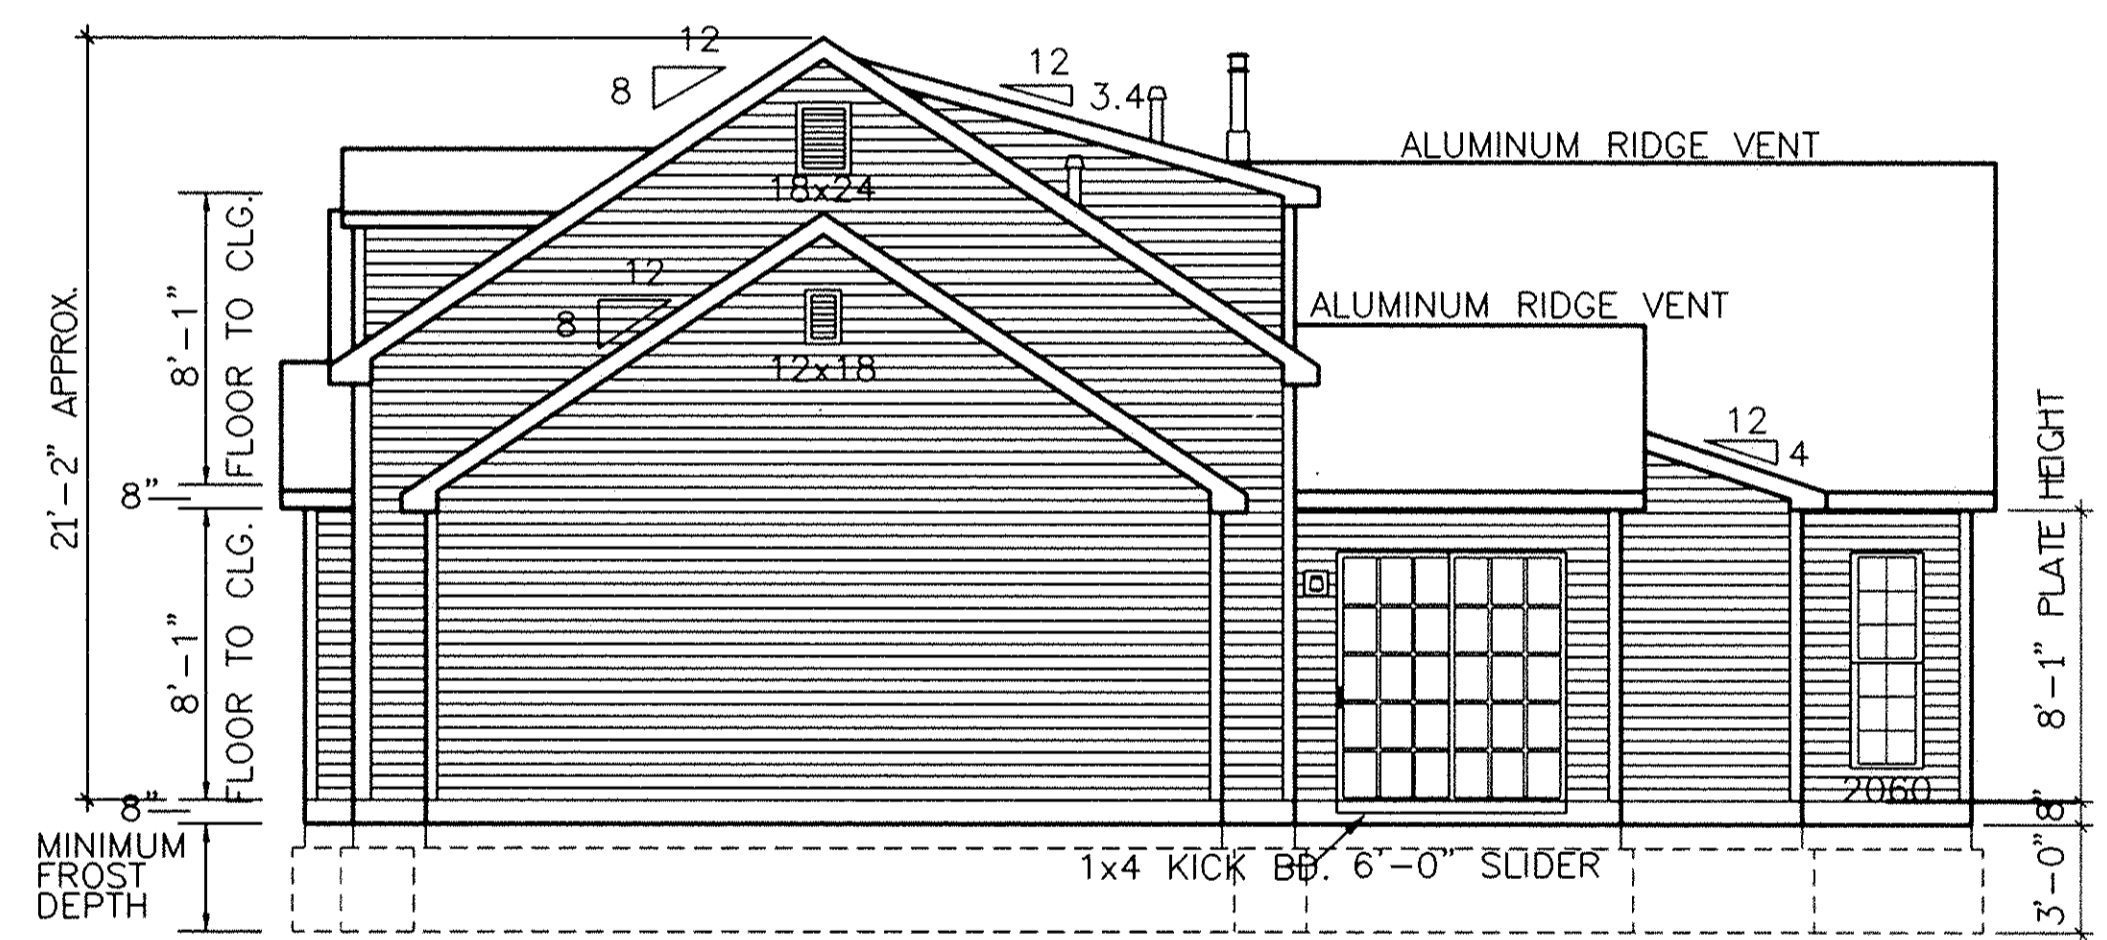 12
8
12
3.4
ALUMINUM RIDGE VENT
18x24
12
8
ALUMINUM RIDGE VENT
12x18
12
4
21'-2" APPROX.
8'-1"
FLOOR TO CLG.
8"
8'-1"
FLOOR TO CLG.
8"
MINIMUM
FROST
DEPTH
2060
1x4 KICK BD. 6'-0" SLIDER
8'-1" PLATE HEIGHT
8"
3'-0"